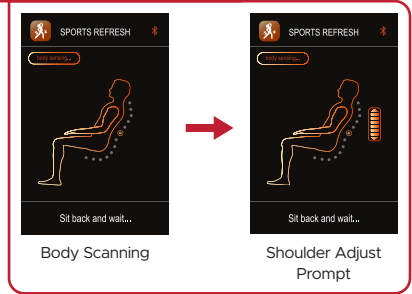 SPORTS REFRESH
body sensing...
Sit back and wait...
Body Scanning
SPORTS REFRESH
body sensing...
Sit back and wait...
Shoulder Adjust
Prompt